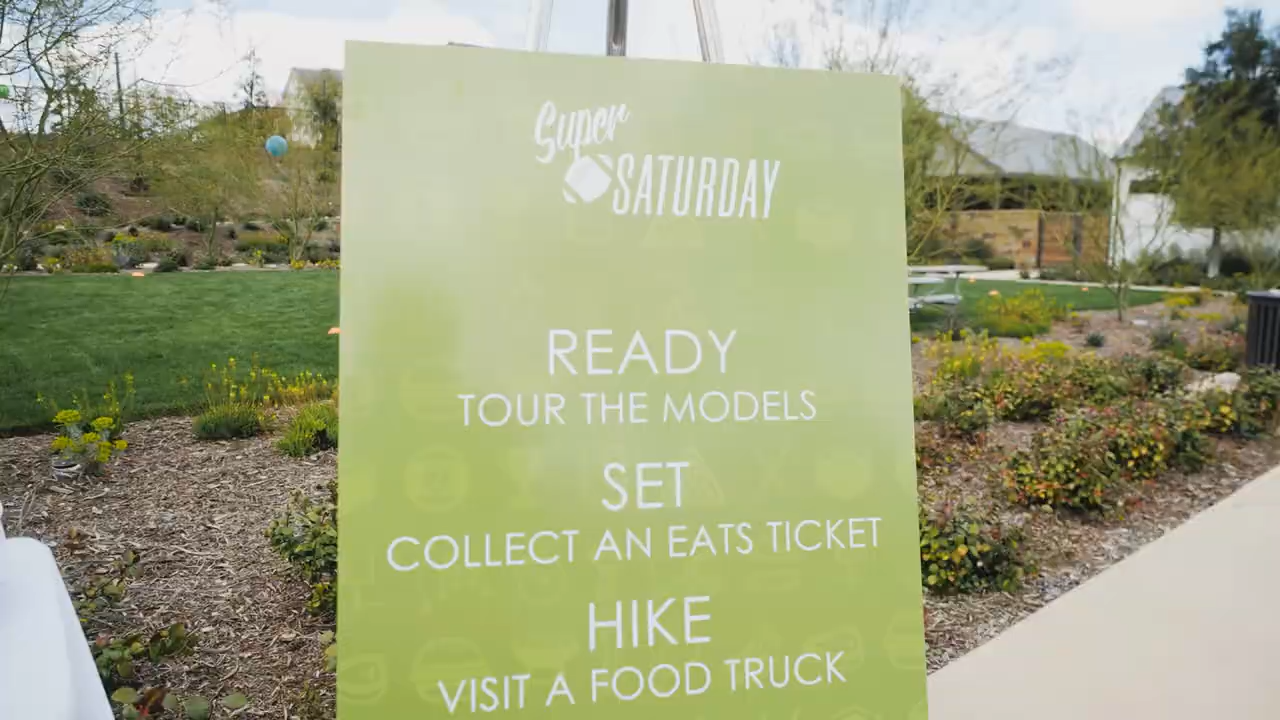 Super
SATURDAY
READY
TOUR THE MODELS
SET
COLLECT AN EATS TICKET
HIKE
VISIT A FOOD TRUCK